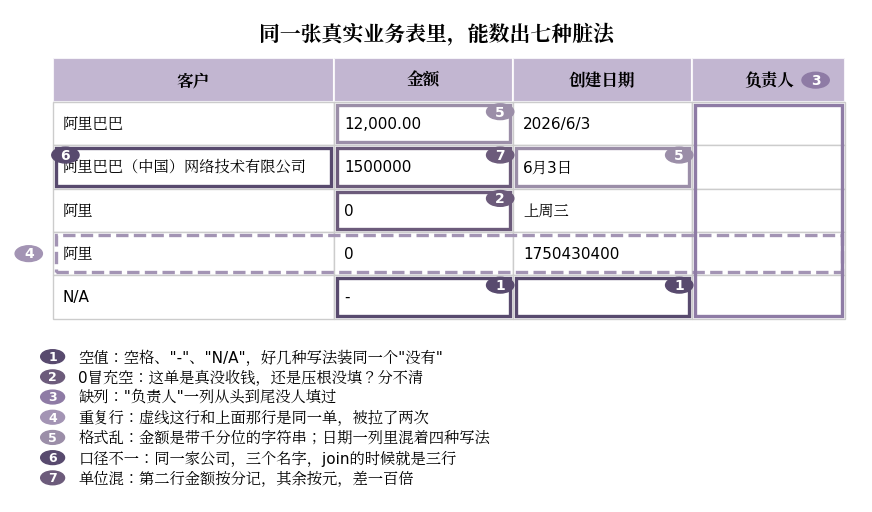 同一张真实业务表里，能数出七种脏法
客户 金额 创建日期 负责人 3
阿里巴巴 12,000.00 5 2026/6/3
6 阿里巴巴（中国）网络技术有限公司 1500000 7 6月3日 5
阿里 0 2 上周三
4 阿里 0 1750430400
N/A - 1 1
1 空值：空格、"-"、"N/A"，好几种写法装同一个"没有"
2 0冒充空：这单是真没收钱，还是压根没填？分不清
3 缺列："负责人"一列从头到尾没人填过
4 重复行：虚线这行和上面那行是同一单，被拉了两次
5 格式乱：金额是带千分位的字符串；日期一列里混着四种写法
6 口径不一：同一家公司，三个名字，join的时候就是三行
7 单位混：第二行金额按分记，其余按元，差一百倍